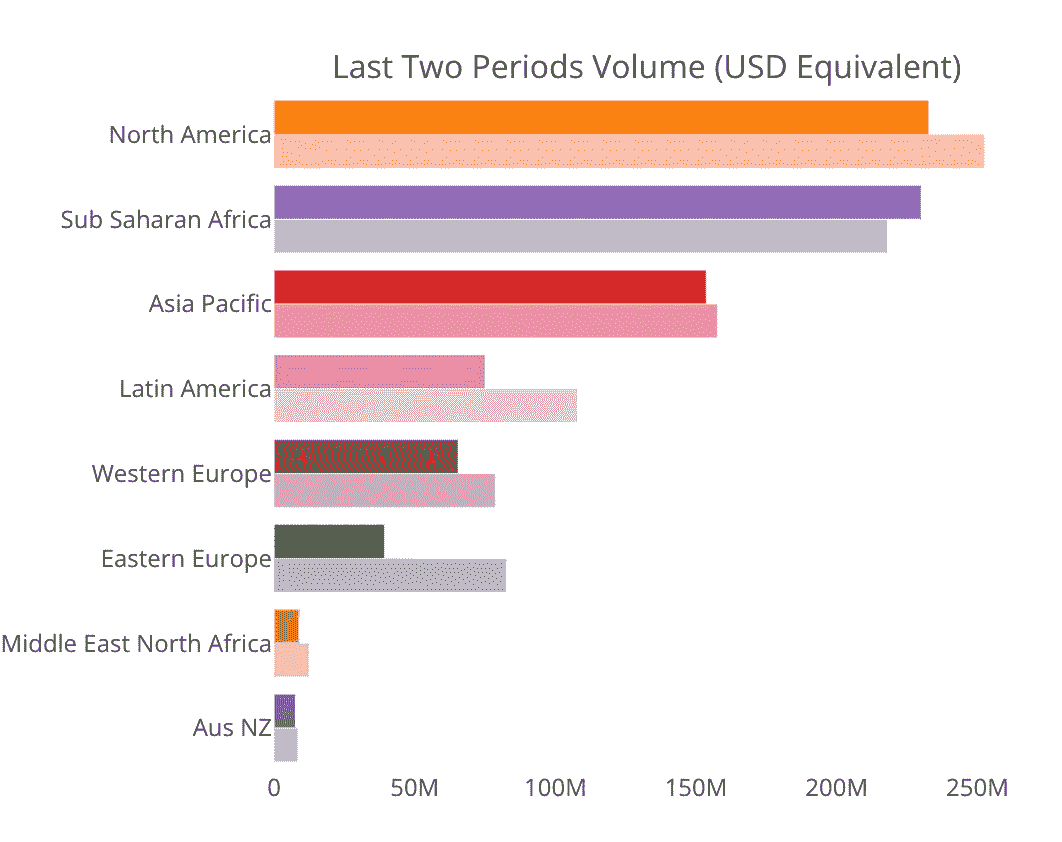 Last Two Periods Volume (USD Equivalent)
North America
Sub Saharan Africa
Asia Pacific
Latin America
Western Europe
Eastern Europe
Middle East North Africa
Aus NZ
0 50M 100M 150M 200M 250M